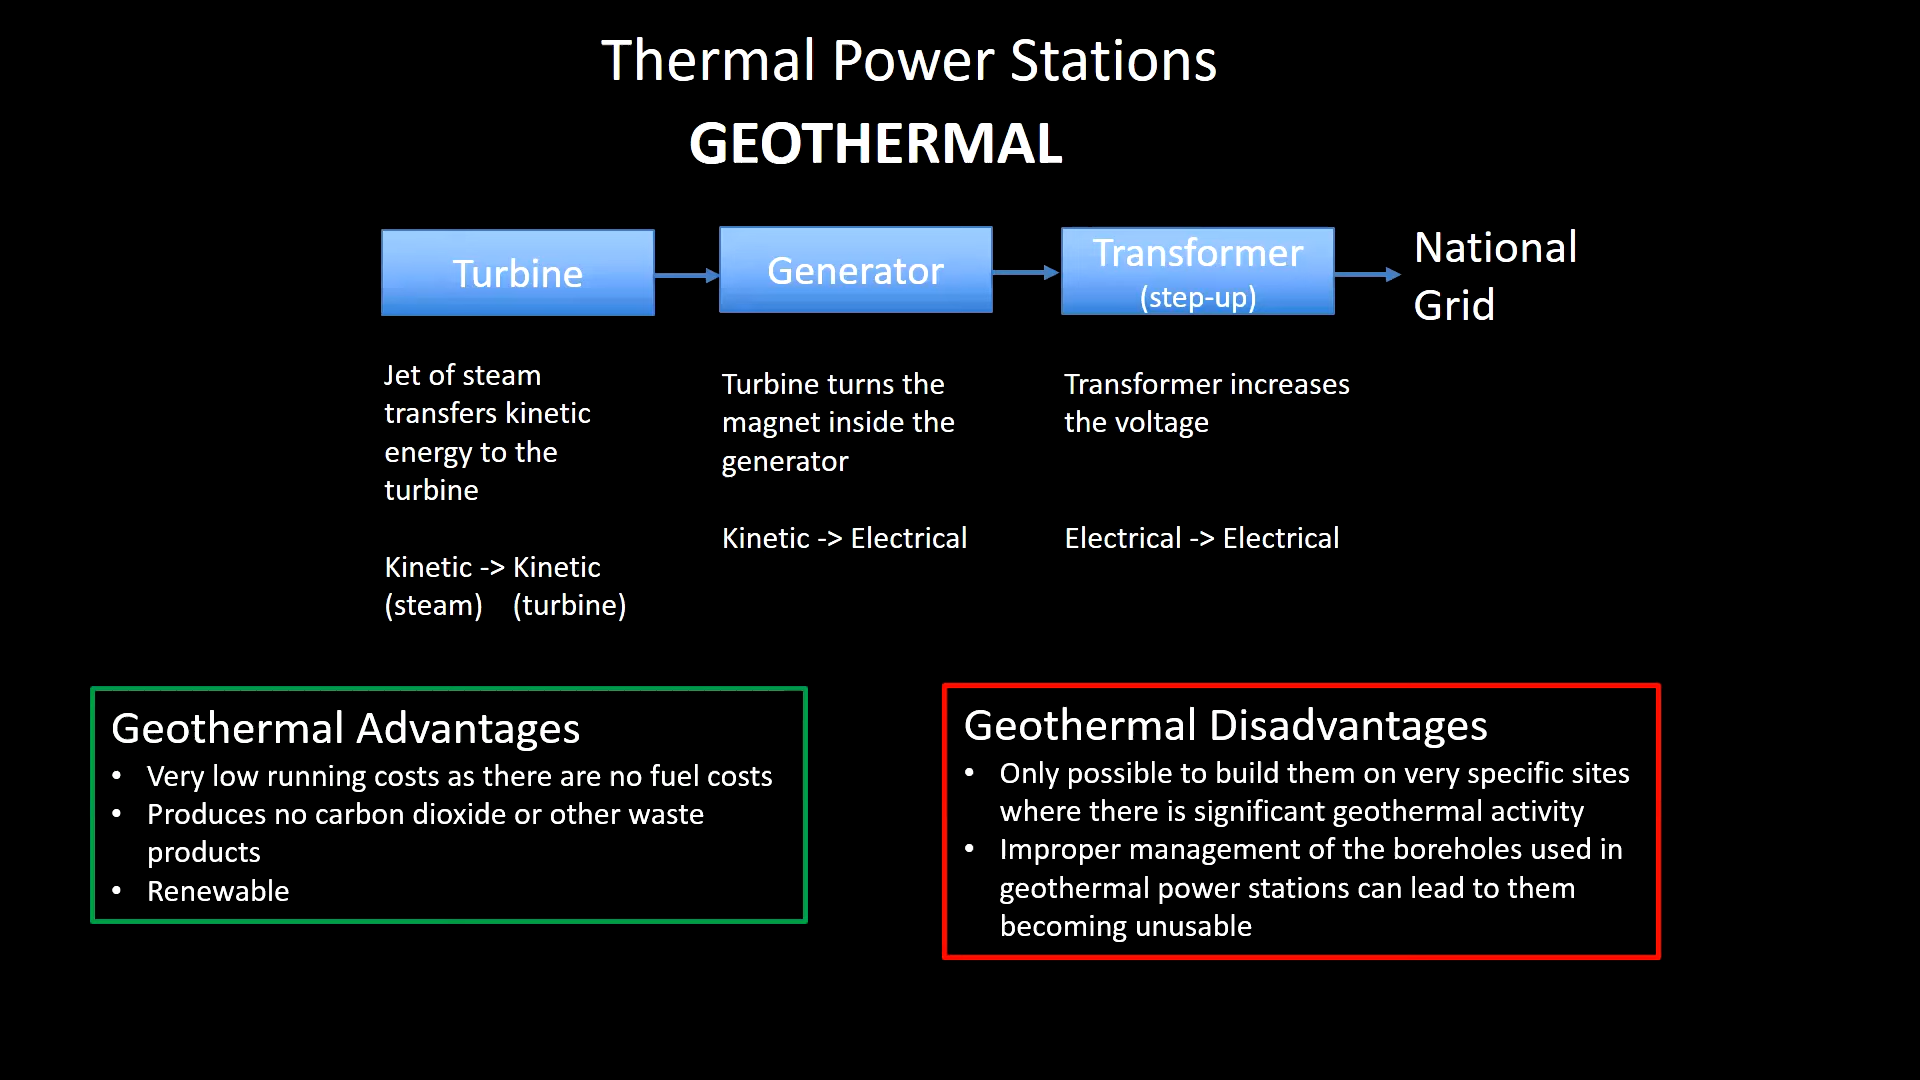 Thermal Power Stations
GEOTHERMAL
Turbine
Generator
Transformer
(step-up)
National
Grid
Jet of steam
transfers kinetic
energy to the
turbine
Kinetic -> Kinetic
(steam) (turbine)
Turbine turns the
magnet inside the
generator
Kinetic -> Electrical
Transformer increases
the voltage
Electrical -> Electrical
Geothermal Advantages
• Very low running costs as there are no fuel costs
• Produces no carbon dioxide or other waste
products
• Renewable
Geothermal Disadvantages
• Only possible to build them on very specific sites
where there is significant geothermal activity
• Improper management of the boreholes used in
geothermal power stations can lead to them
becoming unusable